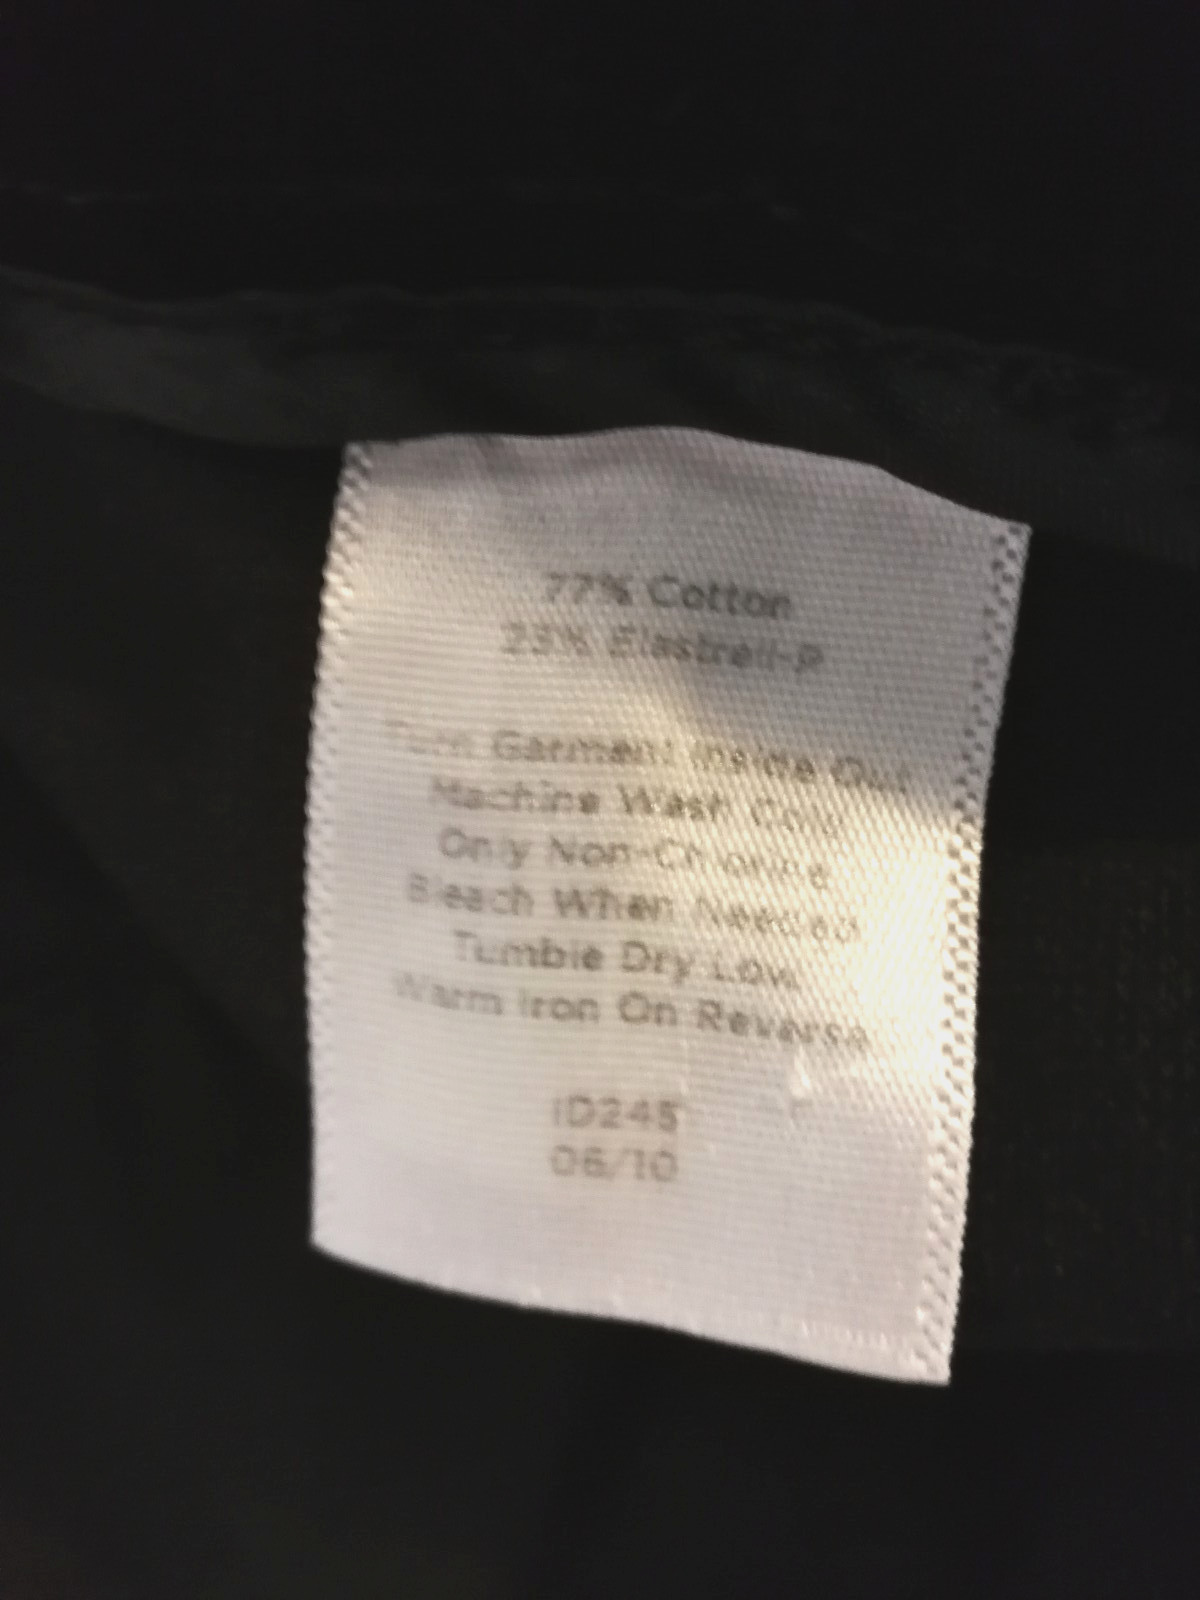 77% Cotton
23% Elastrell-P
Turn Garment Inside Out
Machine Wash Cold
Only Non-Chlorine
Bleach When Needed
Tumble Dry Low
Warm Iron On Reverse
ID245
06/10